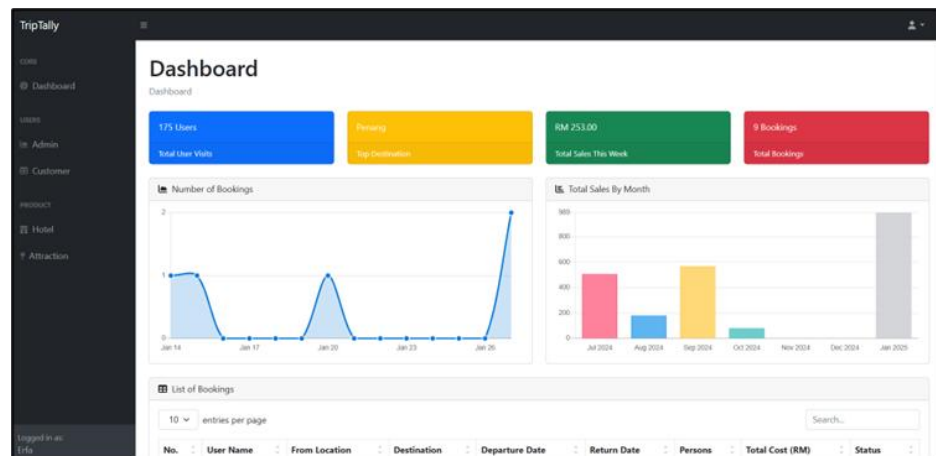 TripTally
CORE
Dashboard
USERS
Admin
Customer
PRODUCT
Hotel
Attraction
Logged in as:
Erfa
Dashboard
Dashboard
175 Users
Total User Visits
Penang
Top Destination
RM 253.00
Total Sales This Week
9 Bookings
Total Bookings
Number of Bookings
2
1
0
Jan 14 Jan 17 Jan 20 Jan 23 Jan 26
Total Sales By Month
980
800
600
400
200
0
Jul 2024 Aug 2024 Sep 2024 Oct 2024 Nov 2024 Dec 2024 Jan 2025
List of Bookings
10 entries per page
Search...
No. User Name From Location Destination Departure Date Return Date Persons Total Cost (RM) Status